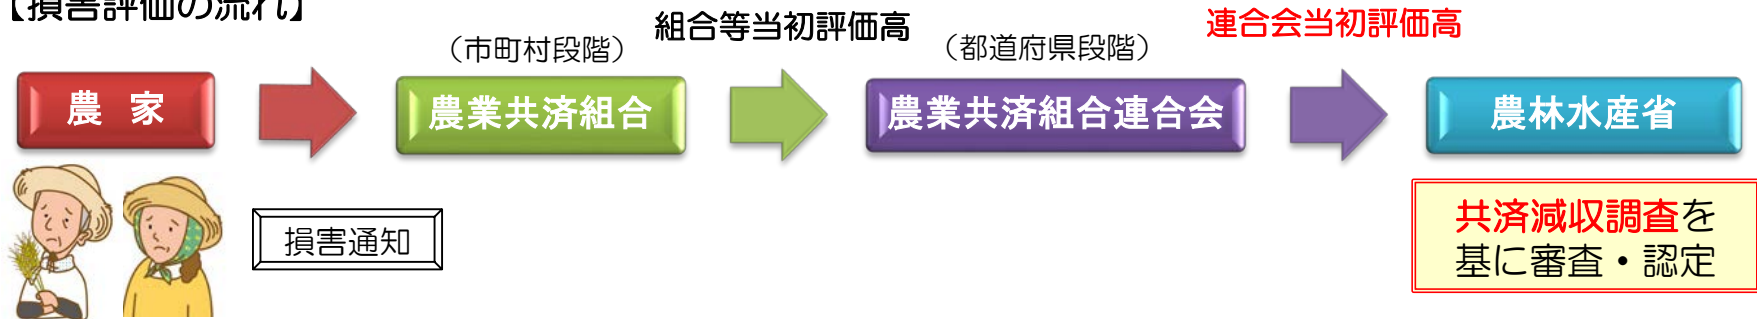 【損害評価の流れ】
組合等当初評価高
連合会当初評価高
（市町村段階）
（都道府県段階）
農 家
農業共済組合
農業共済組合連合会
農林水産省
損害通知
共済減収調査を
基に審査・認定